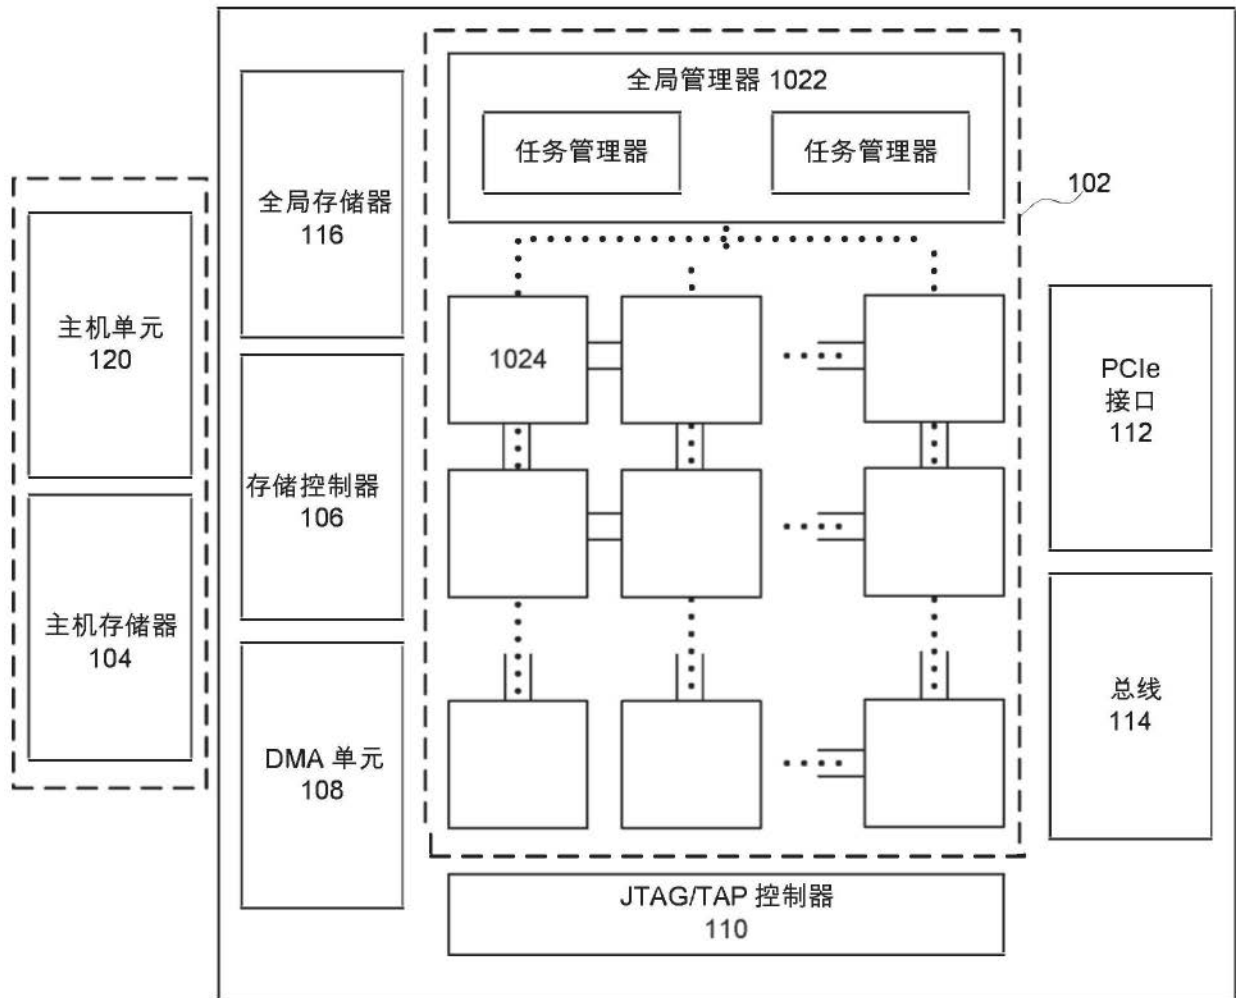 全局管理器 1022
任务管理器
任务管理器
102
全局存储器
116
主机单元
120
1024
PCIe
接口
112
存储控制器
106
主机存储器
104
总线
114
DMA 单元
108
JTAG/TAP 控制器
110